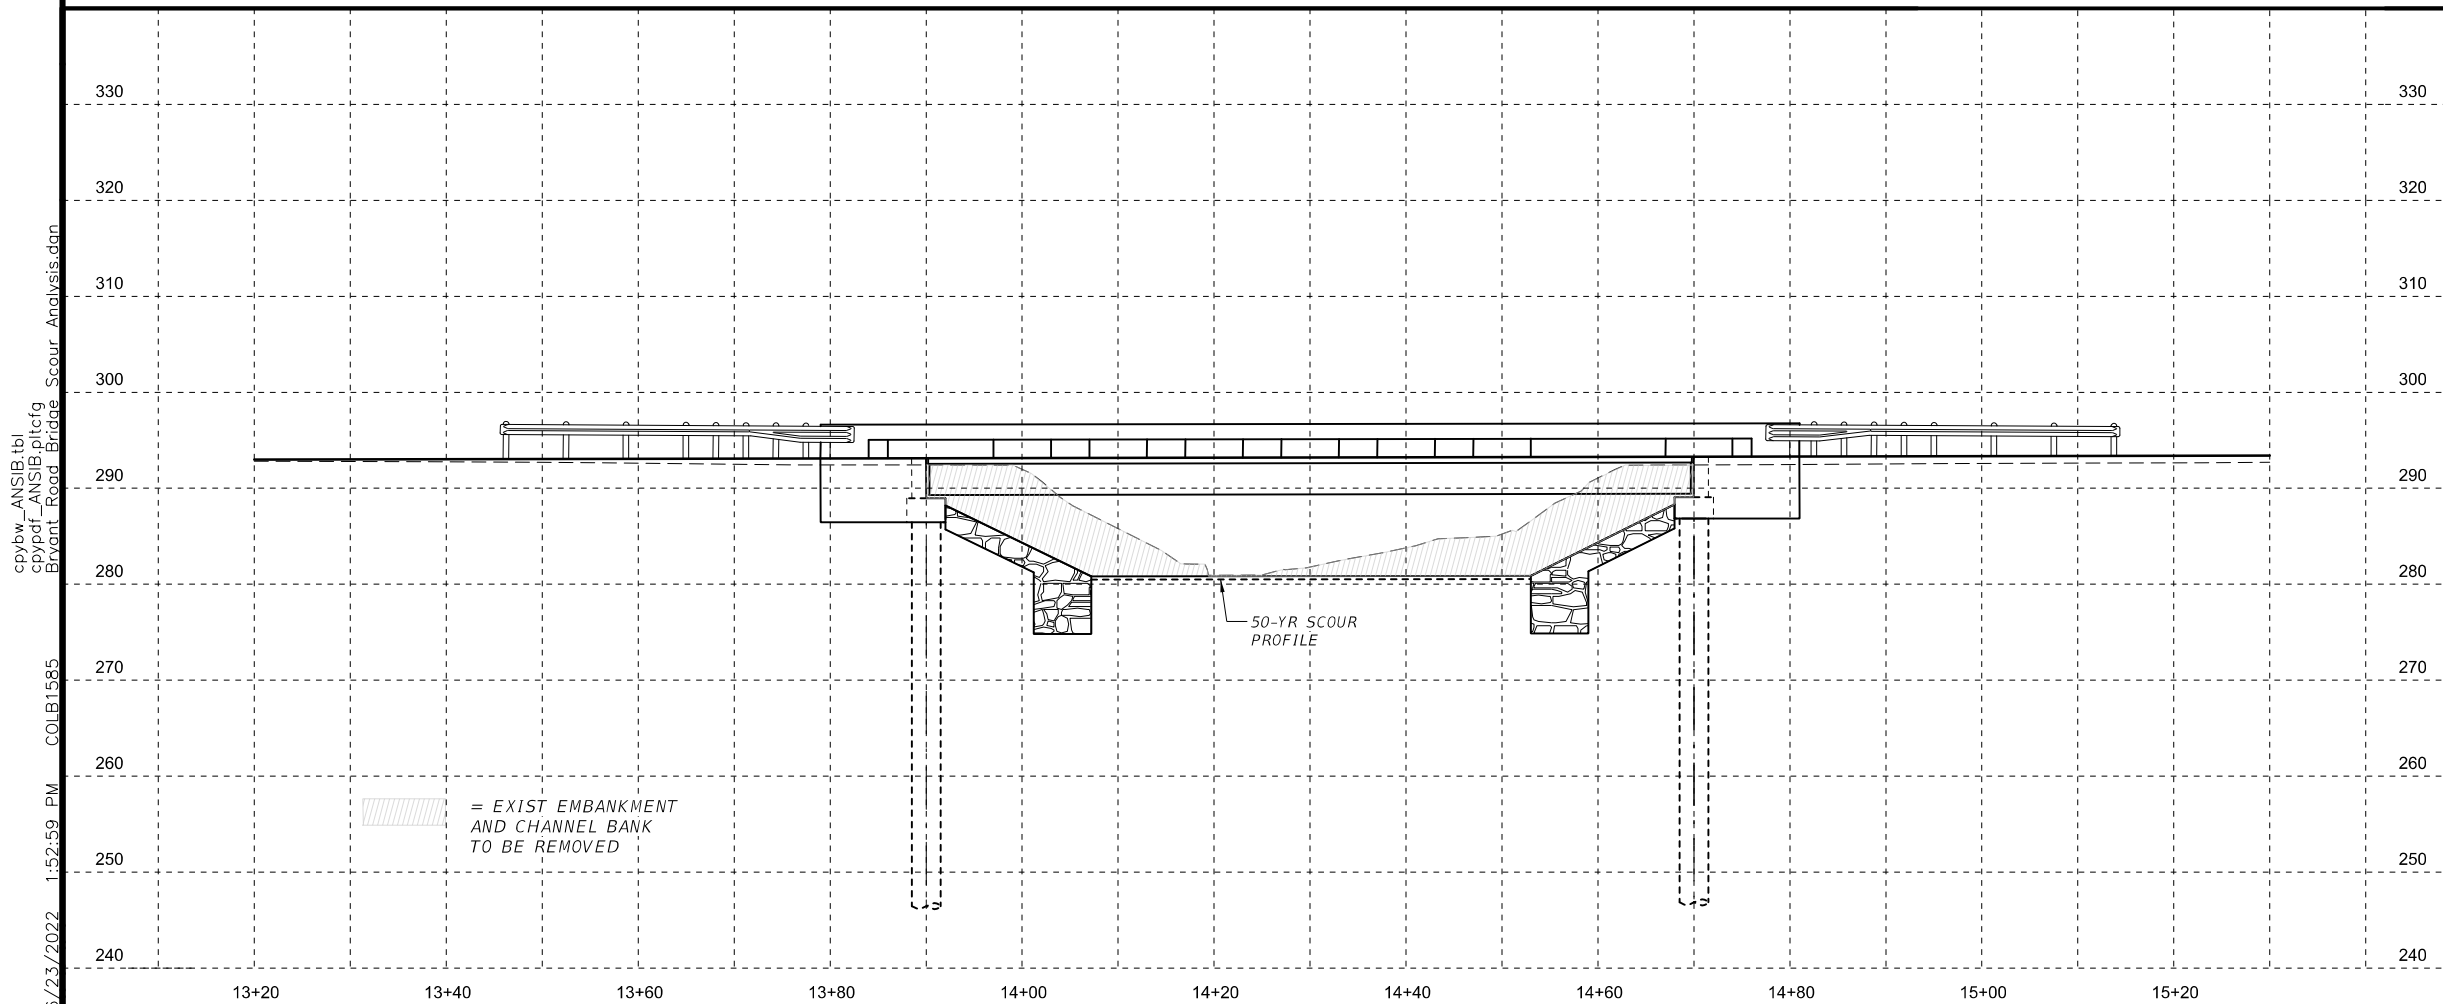 330 330
320 320
310 310
300 300
290 290
280 280
270 270
260 260
250 250
240 240
50-YR SCOUR
PROFILE
= EXIST EMBANKMENT
AND CHANNEL BANK
TO BE REMOVED
13+20 13+40 13+60 13+80 14+00 14+20 14+40 14+60 14+80 15+00 15+20
cpybw_ANSIB.tbl
cpypdf_ANSIB.pltcfg
Bryant Road Bridge Scour Analysis.dgn
/23/2022 1:52:59 PM COLB1585